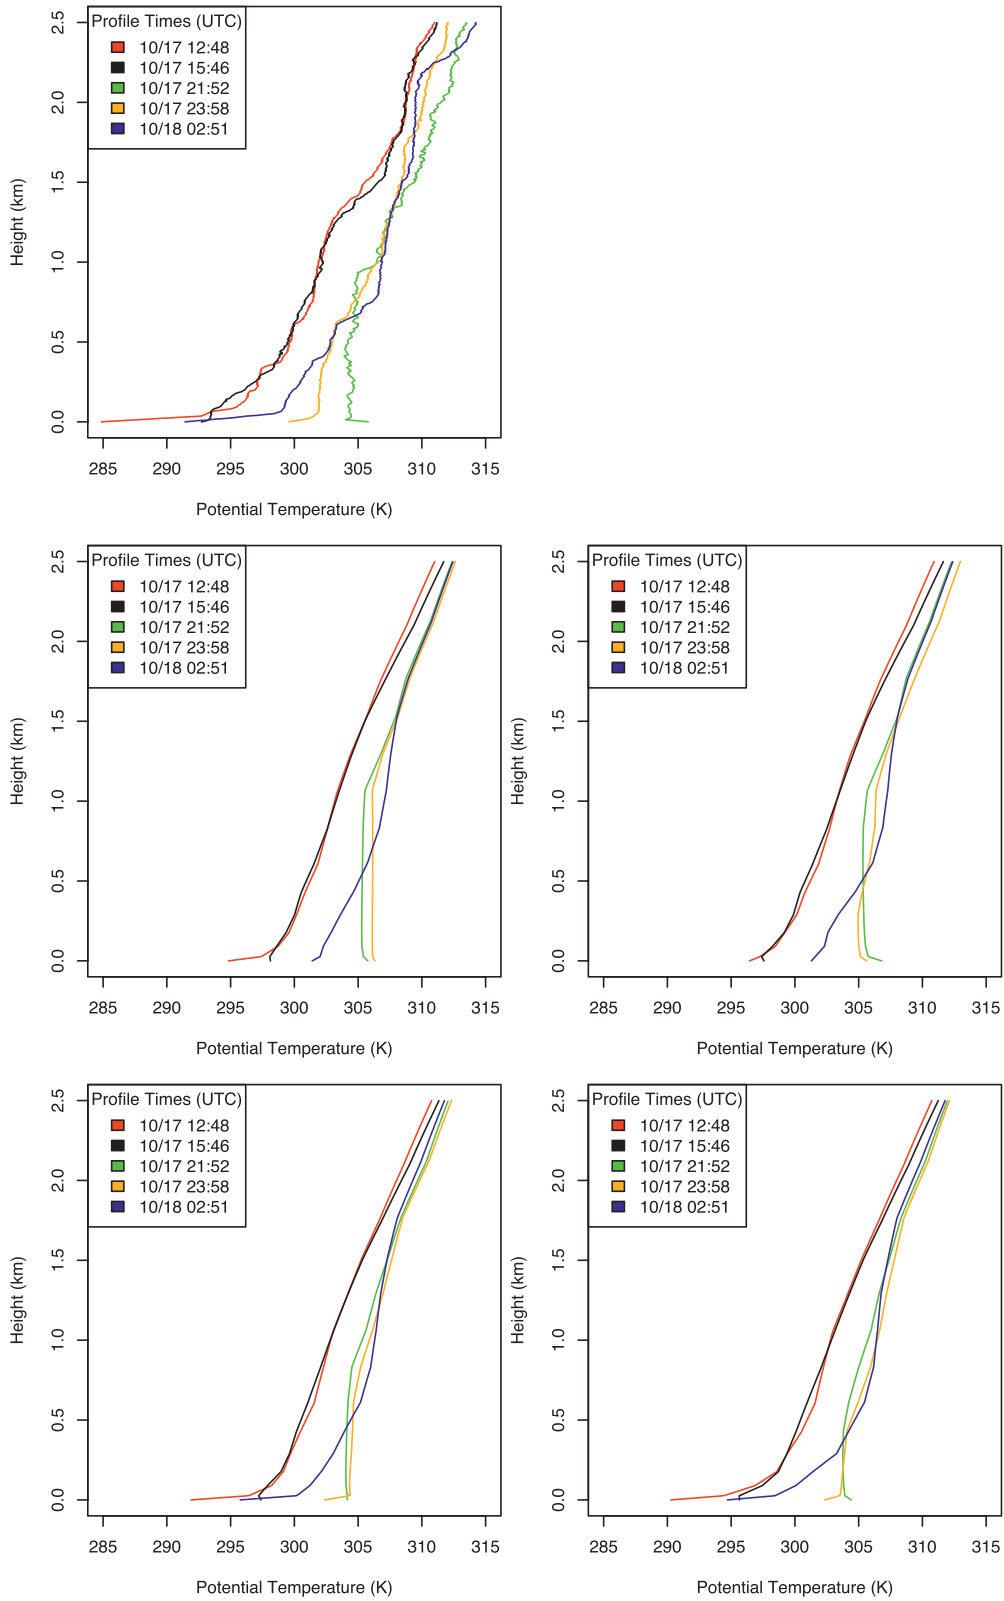 Profile Times (UTC)
10/17 12:48
10/17 15:46
10/17 21:52
10/17 23:58
10/18 02:51
Height (km)
0.0 0.5 1.0 1.5 2.0 2.5
285 290 295 300 305 310 315
Potential Temperature (K)
Profile Times (UTC)
10/17 12:48
10/17 15:46
10/17 21:52
10/17 23:58
10/18 02:51
Height (km)
0.0 0.5 1.0 1.5 2.0 2.5
285 290 295 300 305 310 315
Potential Temperature (K)
Profile Times (UTC)
10/17 12:48
10/17 15:46
10/17 21:52
10/17 23:58
10/18 02:51
Height (km)
0.0 0.5 1.0 1.5 2.0 2.5
285 290 295 300 305 310 315
Potential Temperature (K)
Profile Times (UTC)
10/17 12:48
10/17 15:46
10/17 21:52
10/17 23:58
10/18 02:51
Height (km)
0.0 0.5 1.0 1.5 2.0 2.5
285 290 295 300 305 310 315
Potential Temperature (K)
Profile Times (UTC)
10/17 12:48
10/17 15:46
10/17 21:52
10/17 23:58
10/18 02:51
Height (km)
0.0 0.5 1.0 1.5 2.0 2.5
285 290 295 300 305 310 315
Potential Temperature (K)